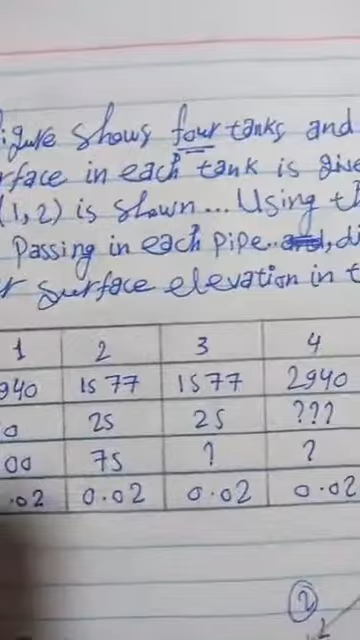 igure shows four tanks and
rface in each tank is give
(1,2) is shown... Using th
Passing in each pipe.. di
r surface elevation in t
1 2 3 4
940 1577 1577 2940
0 25 25 ???
00 75 ? ?
.02 0.02 0.02 0.02
2